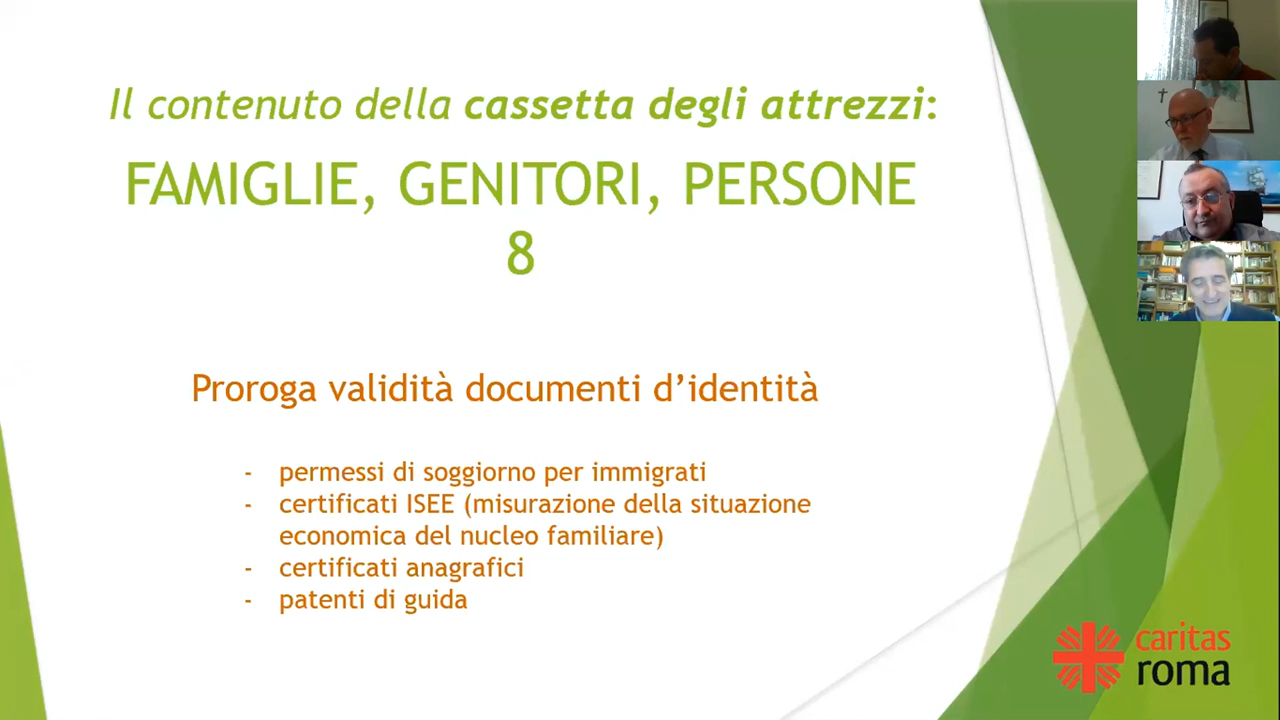 Il contenuto della cassetta degli attrezzi:
FAMIGLIE, GENITORI, PERSONE
8
Proroga validità documenti d’identità
- permessi di soggiorno per immigrati
- certificati ISEE (misurazione della situazione
economica del nucleo familiare)
- certificati anagrafici
- patenti di guida
caritas
roma